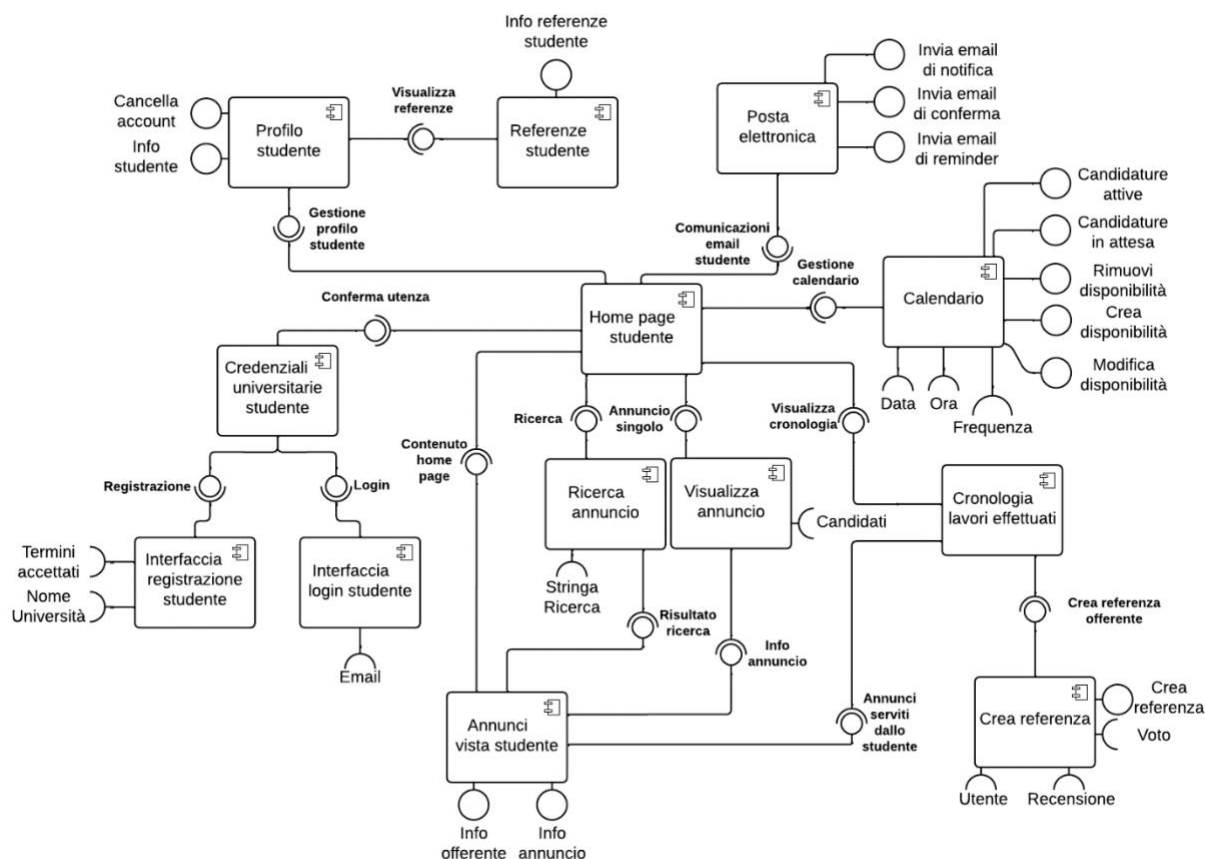 Info referenze
studente
Invia email
di notifica
Cancella
account
Visualizza
referenze
Invia email
di conferma
Profilo
studente
Referenze
studente
Posta
elettronica
Info
studente
Invia email
di reminder
Candidature
attive
Gestione
profilo
studente
Comunicazioni
email
studente
Candidature
in attesa
Gestione
calendario
Rimuovi
disponibilità
Conferma utenza
Home page
studente
Calendario
Crea
disponibilità
Credenziali
universitarie
studente
Modifica
disponibilità
Data
Ora
Frequenza
Ricerca
Annuncio
singolo
Visualizza
cronologia
Contenuto
home
page
Registrazione
Login
Ricerca
annuncio
Visualizza
annuncio
Cronologia
lavori effettuati
Candidati
Termini
accettati
Nome
Università
Interfaccia
registrazione
studente
Interfaccia
login studente
Stringa
Ricerca
Risultato
ricerca
Info
annuncio
Crea referenza
offerente
Email
Annunci
vista studente
Annunci
serviti
dallo
studente
Crea referenza
Crea
referenza
Voto
Utente
Recensione
Info
offerente
Info
annuncio